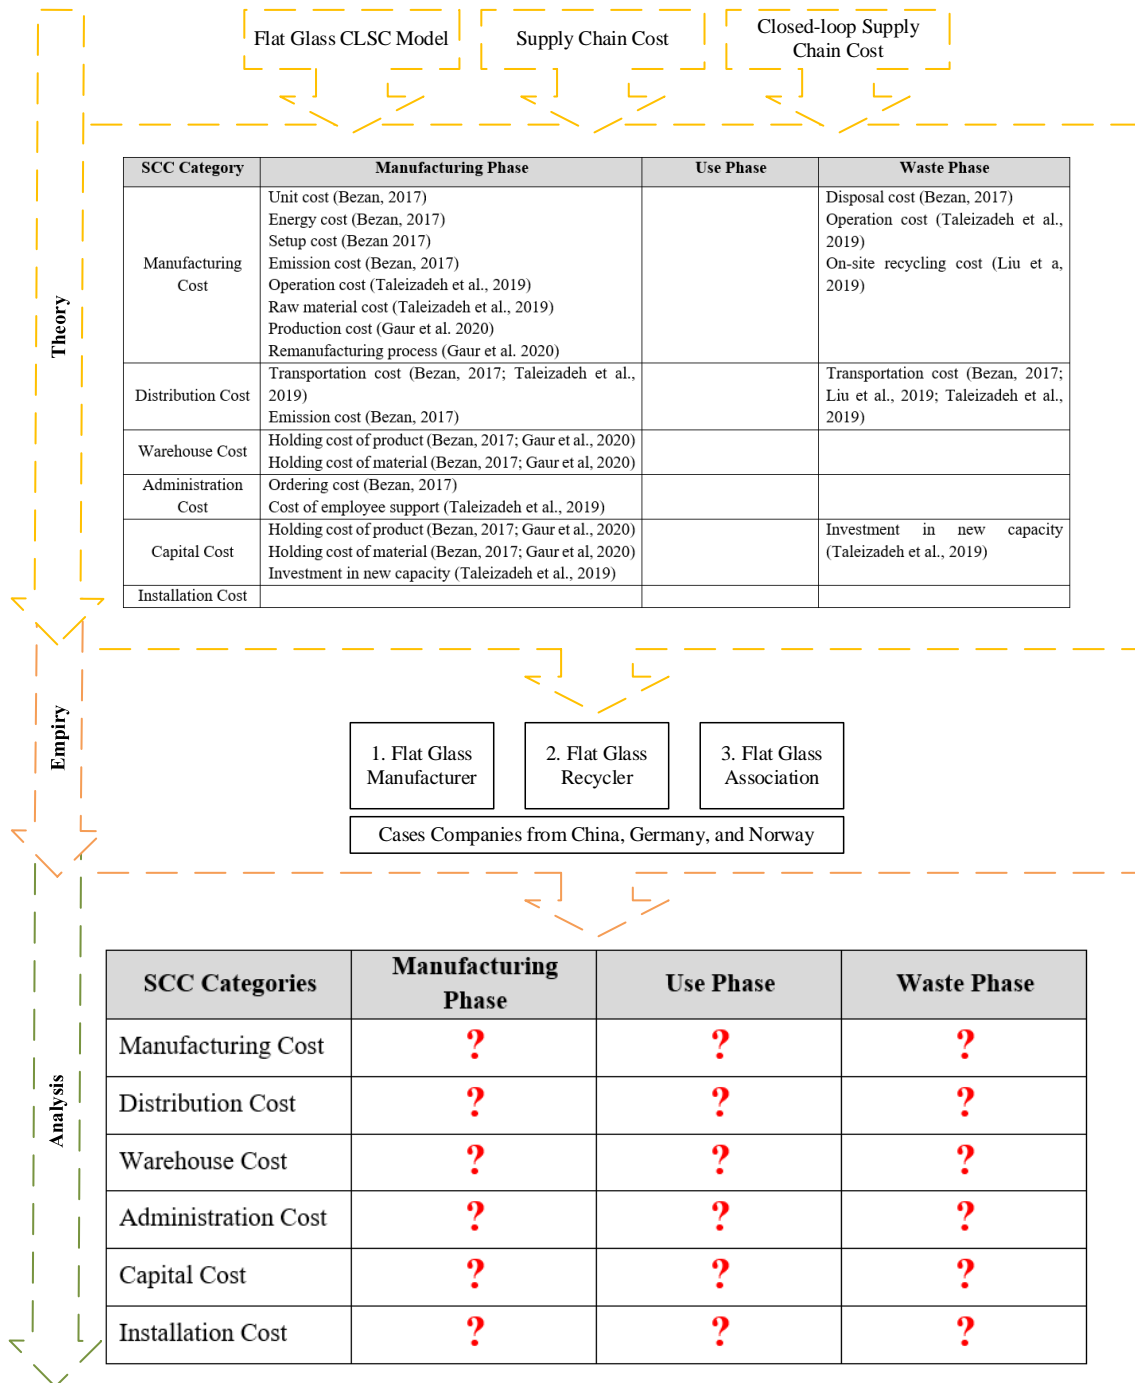 Flat Glass CLSC Model
Supply Chain Cost
Closed-loop Supply
Chain Cost
Theory
SCC Category
Manufacturing Phase
Use Phase
Waste Phase
Manufacturing
Cost
Unit cost (Bezan, 2017)
Energy cost (Bezan, 2017)
Setup cost (Bezan 2017)
Emission cost (Bezan, 2017)
Operation cost (Taleizadeh et al., 2019)
Raw material cost (Taleizadeh et al., 2019)
Production cost (Gaur et al. 2020)
Remanufacturing process (Gaur et al. 2020)
Disposal cost (Bezan, 2017)
Operation cost (Taleizadeh et al.,
2019)
On-site recycling cost (Liu et a,
2019)
Distribution Cost
Transportation cost (Bezan, 2017; Taleizadeh et al.,
2019)
Emission cost (Bezan, 2017)
Transportation cost (Bezan, 2017;
Liu et al., 2019; Taleizadeh et al.,
2019)
Warehouse Cost
Holding cost of product (Bezan, 2017; Gaur et al., 2020)
Holding cost of material (Bezan, 2017; Gaur et al, 2020)
Administration
Cost
Ordering cost (Bezan, 2017)
Cost of employee support (Taleizadeh et al., 2019)
Capital Cost
Holding cost of product (Bezan, 2017; Gaur et al., 2020)
Holding cost of material (Bezan, 2017; Gaur et al, 2020)
Investment in new capacity (Taleizadeh et al., 2019)
Investment in new capacity
(Taleizadeh et al., 2019)
Installation Cost
Empiry
1. Flat Glass
Manufacturer
2. Flat Glass
Recycler
3. Flat Glass
Association
Cases Companies from China, Germany, and Norway
Analysis
SCC Categories
Manufacturing
Phase
Use Phase
Waste Phase
Manufacturing Cost ? ? ?
Distribution Cost ? ? ?
Warehouse Cost ? ? ?
Administration Cost ? ? ?
Capital Cost ? ? ?
Installation Cost ? ? ?